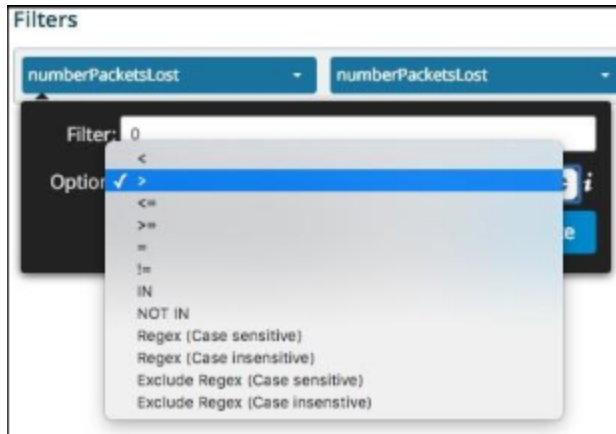 Filters
numberPacketsLost numberPacketsLost
Filter: 0
<
Option ✓ >
<=
>=
=
!=
IN
NOT IN
Regex (Case sensitive)
Regex (Case insensitive)
Exclude Regex (Case sensitive)
Exclude Regex (Case insenstive)